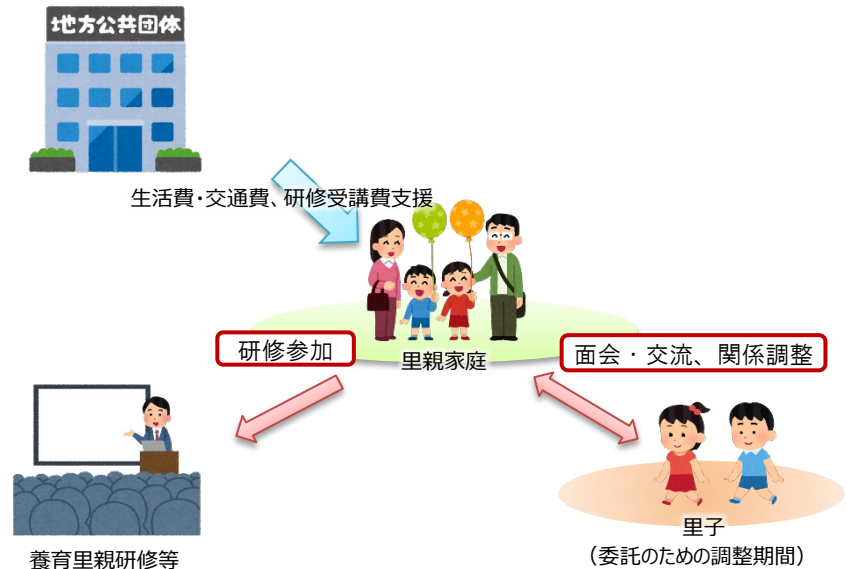 地方公共団体
生活費・交通費、研修受講費支援
研修参加
里親家庭
面会・交流、関係調整
養育里親研修等
里子
（委託のための調整期間）